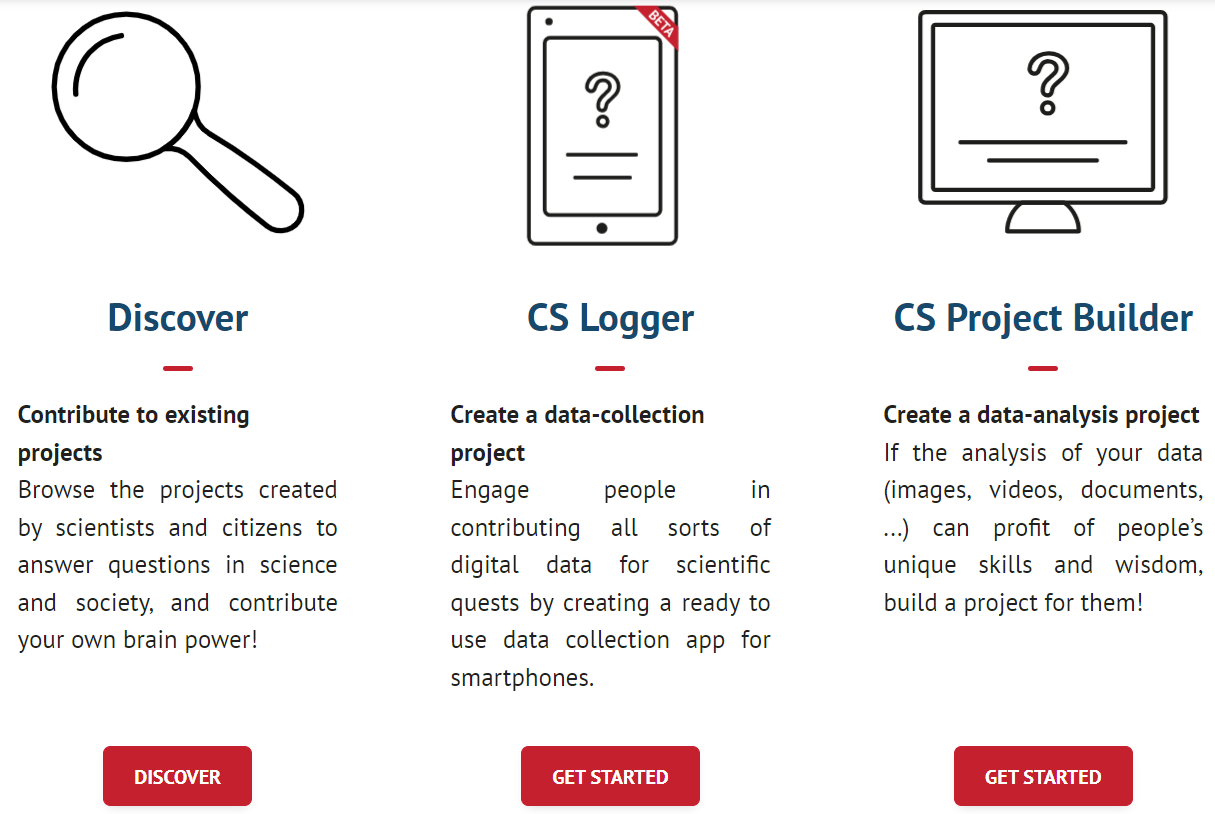 BETA
?
?
Discover
Contribute to existing
projects
Browse the projects created
by scientists and citizens to
answer questions in science
and society, and contribute
your own brain power!
DISCOVER
CS Logger
Create a data-collection
project
Engage people in
contributing all sorts of
digital data for scientific
quests by creating a ready to
use data collection app for
smartphones.
GET STARTED
CS Project Builder
Create a data-analysis project
If the analysis of your data
(images, videos, documents,
...) can profit of people’s
unique skills and wisdom,
build a project for them!
GET STARTED